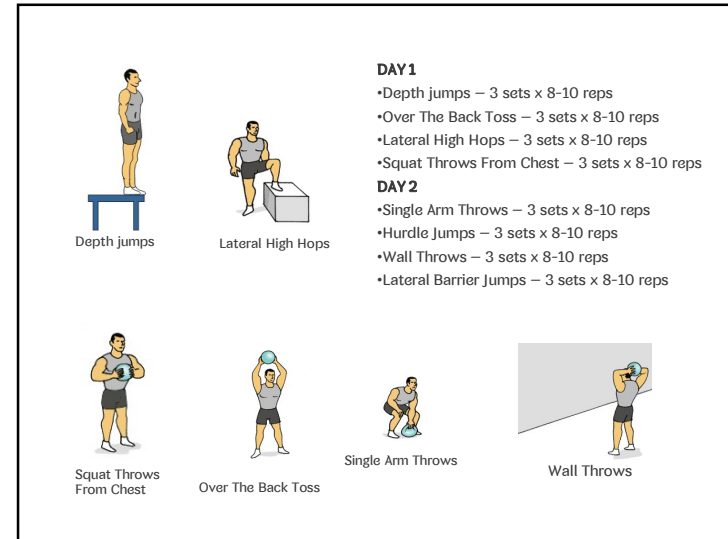 DAY 1
•Depth jumps – 3 sets x 8-10 reps
•Over The Back Toss – 3 sets x 8-10 reps
•Lateral High Hops – 3 sets x 8-10 reps
•Squat Throws From Chest – 3 sets x 8-10 reps
DAY 2
•Single Arm Throws – 3 sets x 8-10 reps
•Hurdle Jumps – 3 sets x 8-10 reps
•Wall Throws – 3 sets x 8-10 reps
•Lateral Barrier Jumps – 3 sets x 8-10 reps
Depth jumps
Lateral High Hops
Squat Throws
From Chest
Over The Back Toss
Single Arm Throws
Wall Throws